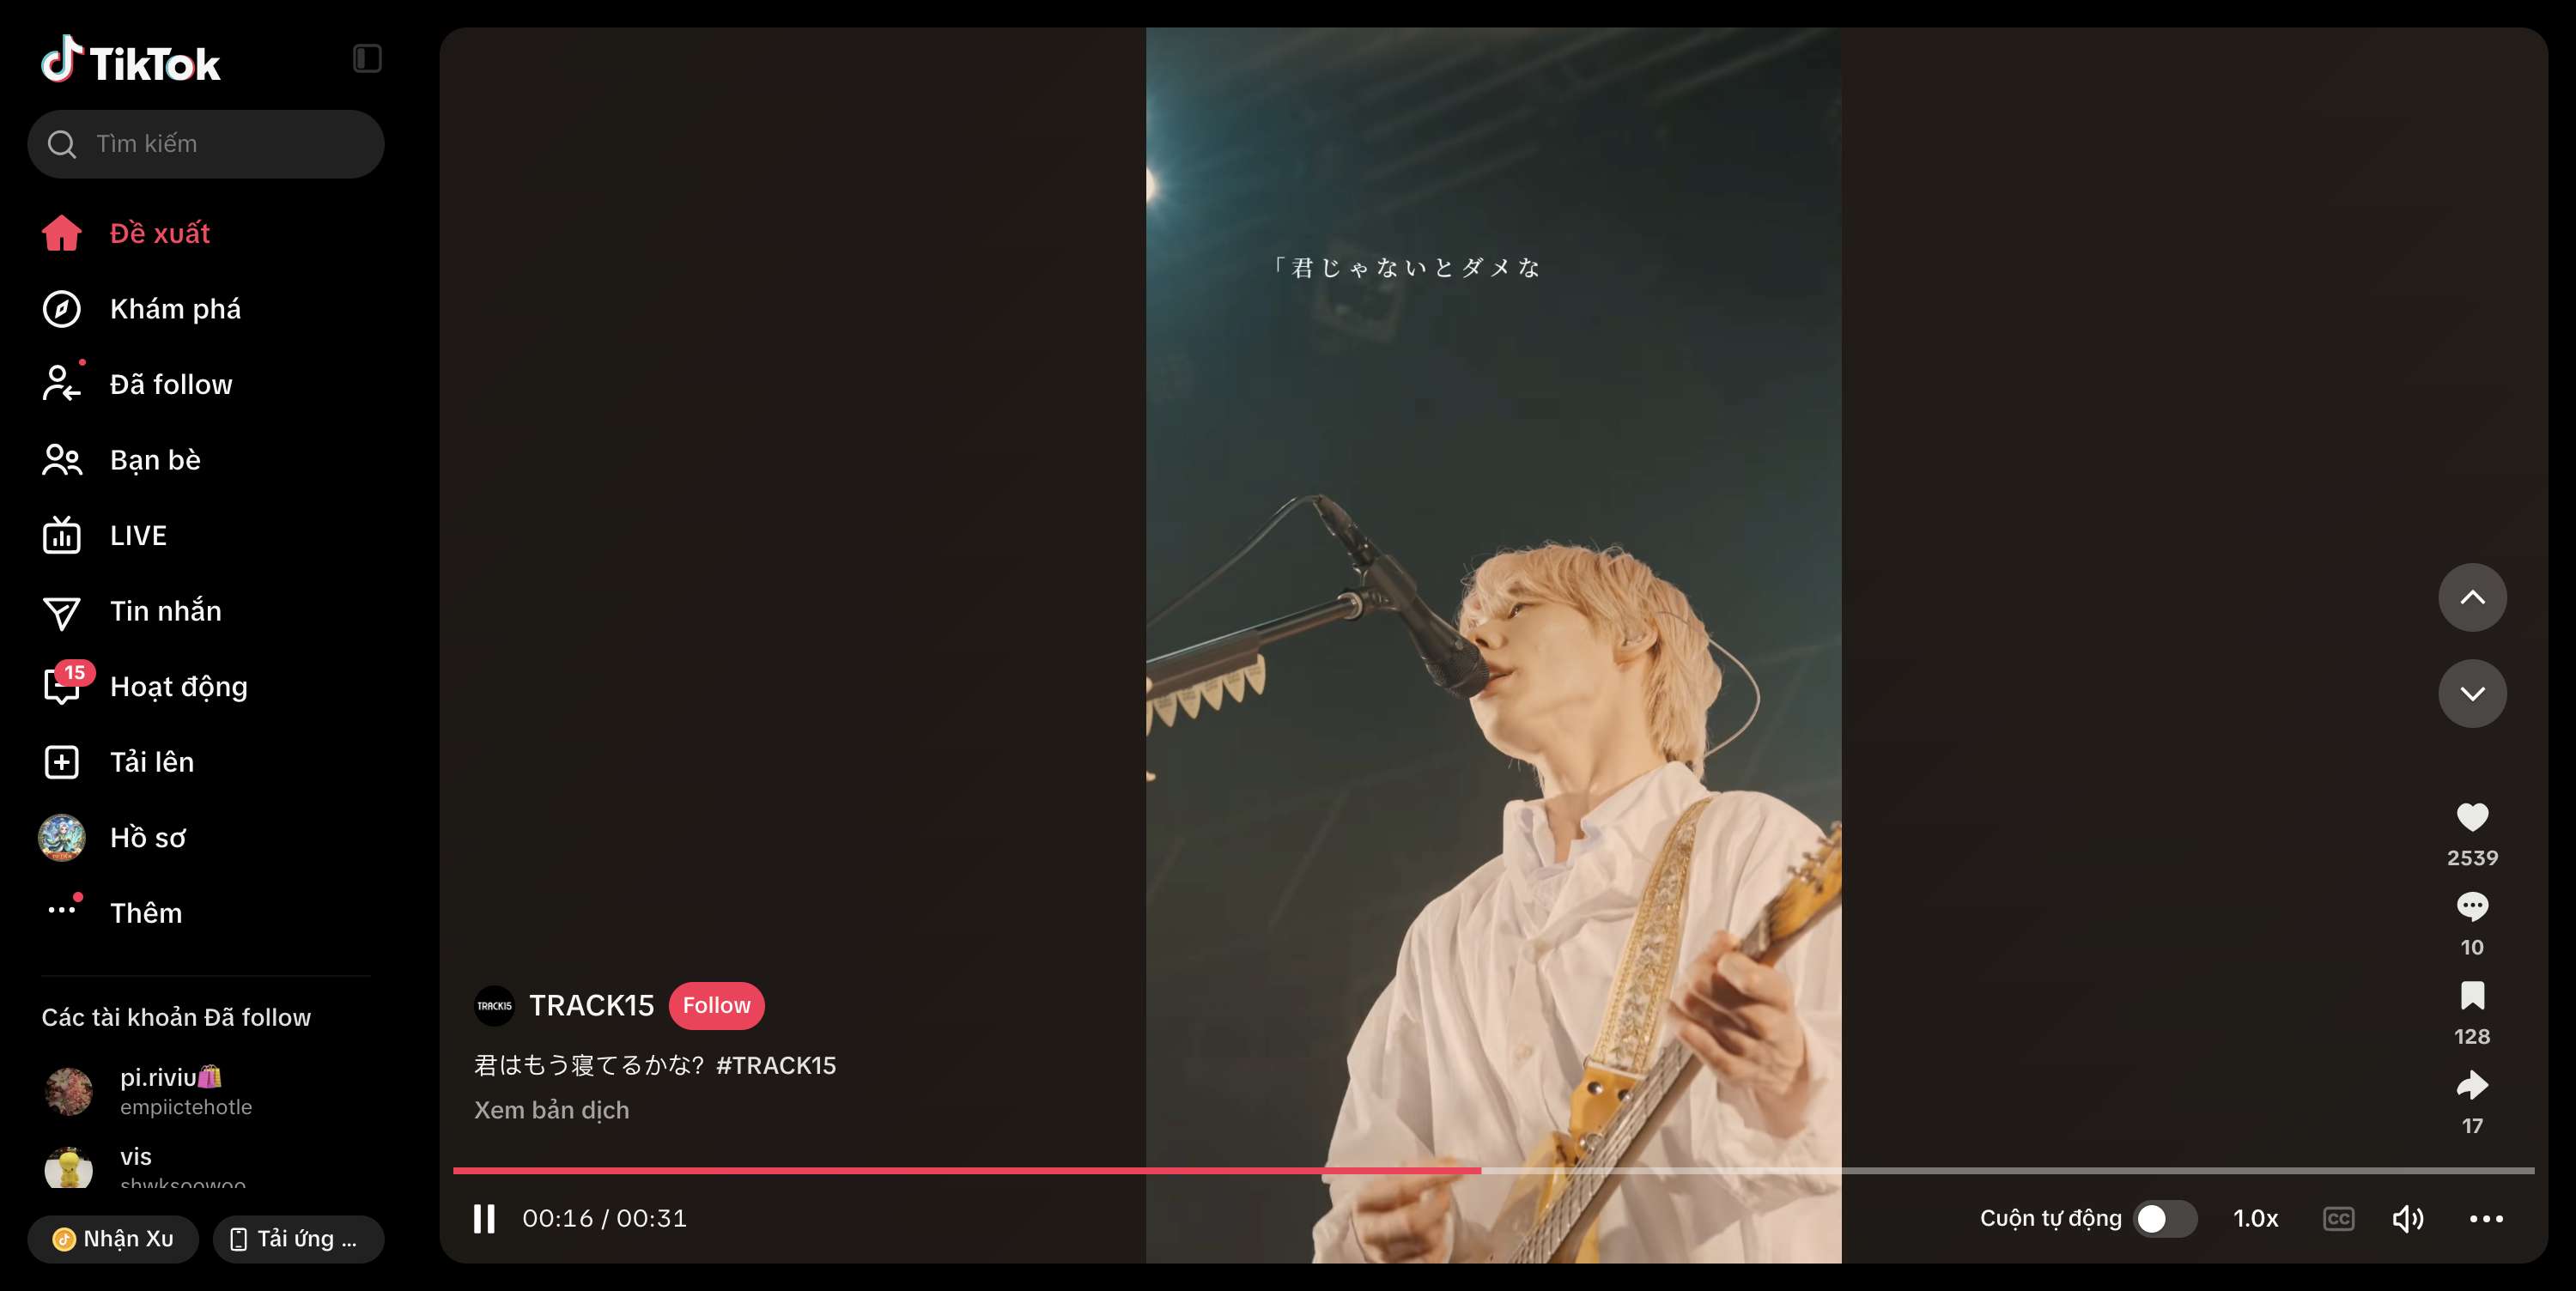 TikTok
Tìm kiếm
Đề xuất
Khám phá
Đã follow
Bạn bè
LIVE
Tin nhắn
15
Hoạt động
Tải lên
Hồ sơ
Thêm
Các tài khoản Đã follow
pi.riviu
empiictehotle
vis
shwksoowoo
Nhận Xu
Tải ứng ...
「君じゃないとダメな
TRACK15
TRACK15
Follow
君はもう寝てるかな? #TRACK15
Xem bản dịch
00:16 / 00:31
2539
10
128
17
Cuộn tự động
1.0x
CC